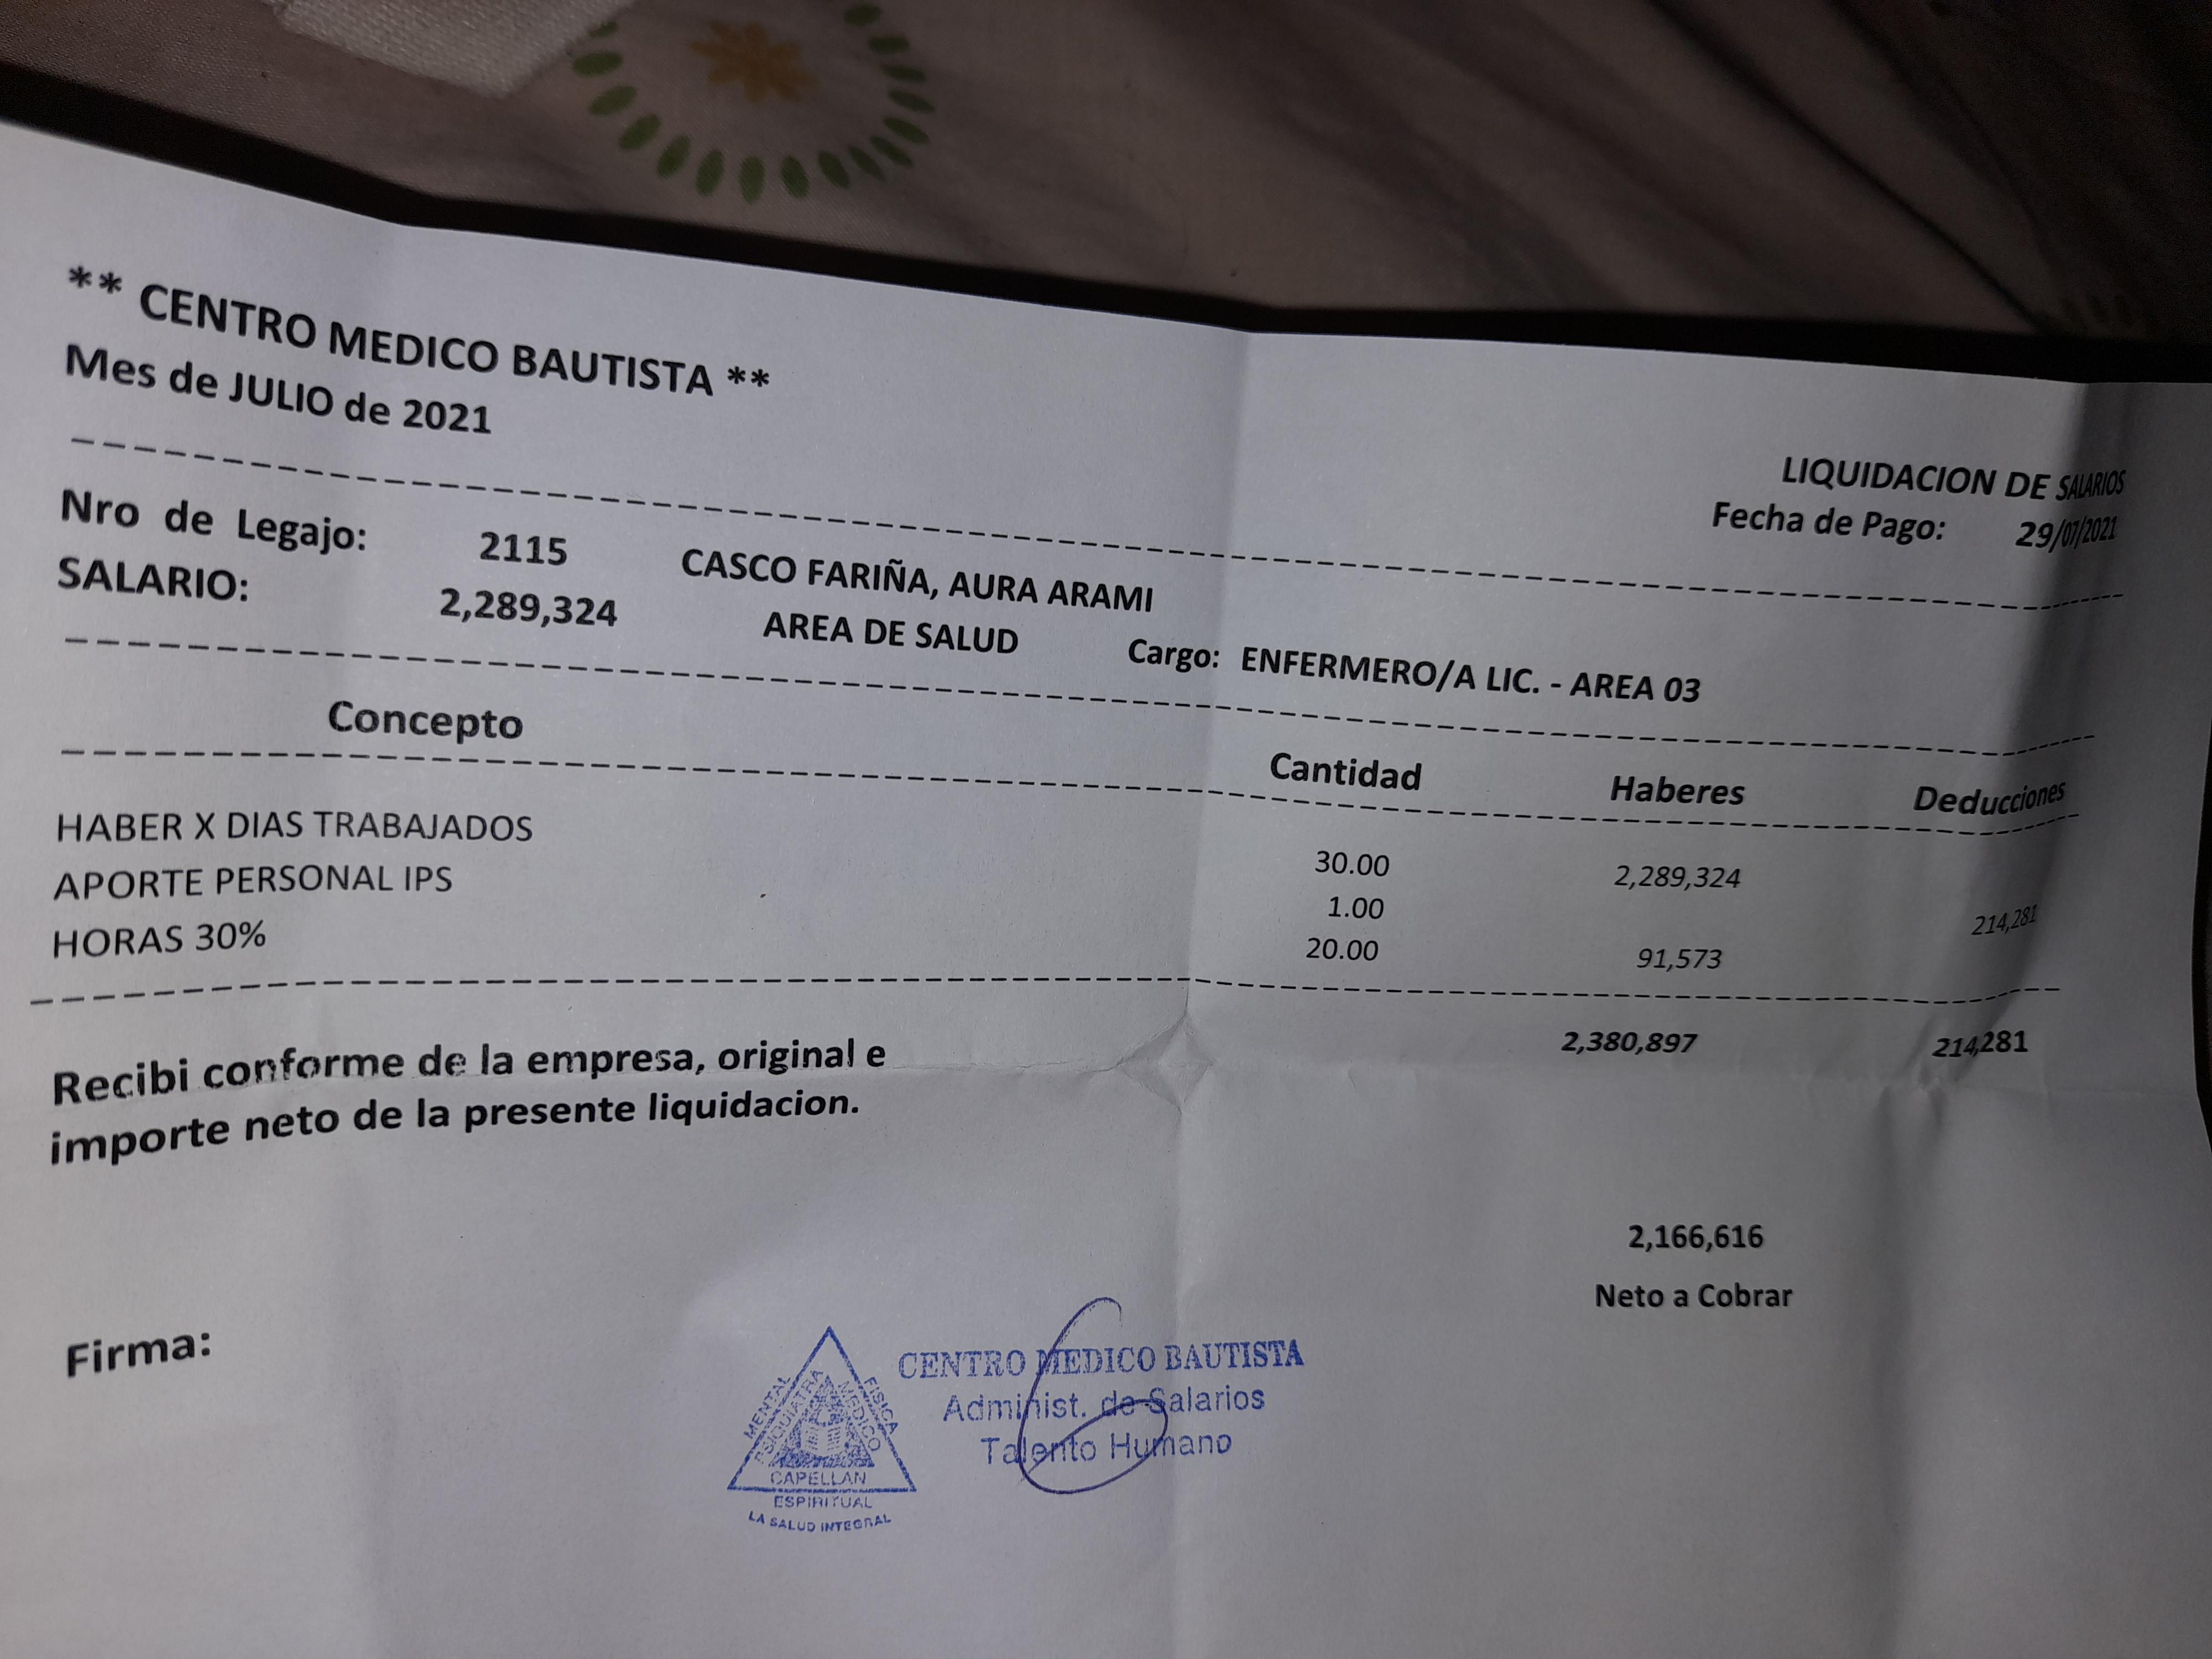 ** CENTRO MEDICO BAUTISTA **
Mes de JULIO de 2021
LIQUIDACION DE SALARIOS
Fecha de Pago: 29/07/2021
Nro de Legajo: 2115 CASCO FARIÑA, AURA ARAMI
SALARIO: 2,289,324 AREA DE SALUD Cargo: ENFERMERO/A LIC. - AREA 03
Concepto Cantidad Haberes Deducciones
HABER X DIAS TRABAJADOS 30.00 2,289,324
APORTE PERSONAL IPS 1.00 214,281
HORAS 30% 20.00 91,573
2,380,897 214,281
Recibi conforme de la empresa, original e
importe neto de la presente liquidacion.
2,166,616
Neto a Cobrar
Firma:
CENTRO MEDICO BAUTISTA
Administ. de Salarios
Talento Humano
MENTAL
PSIQUIATRA
MEDICO
FISICA
CAPELLAN
ESPIRITUAL
LA SALUD INTEGRAL